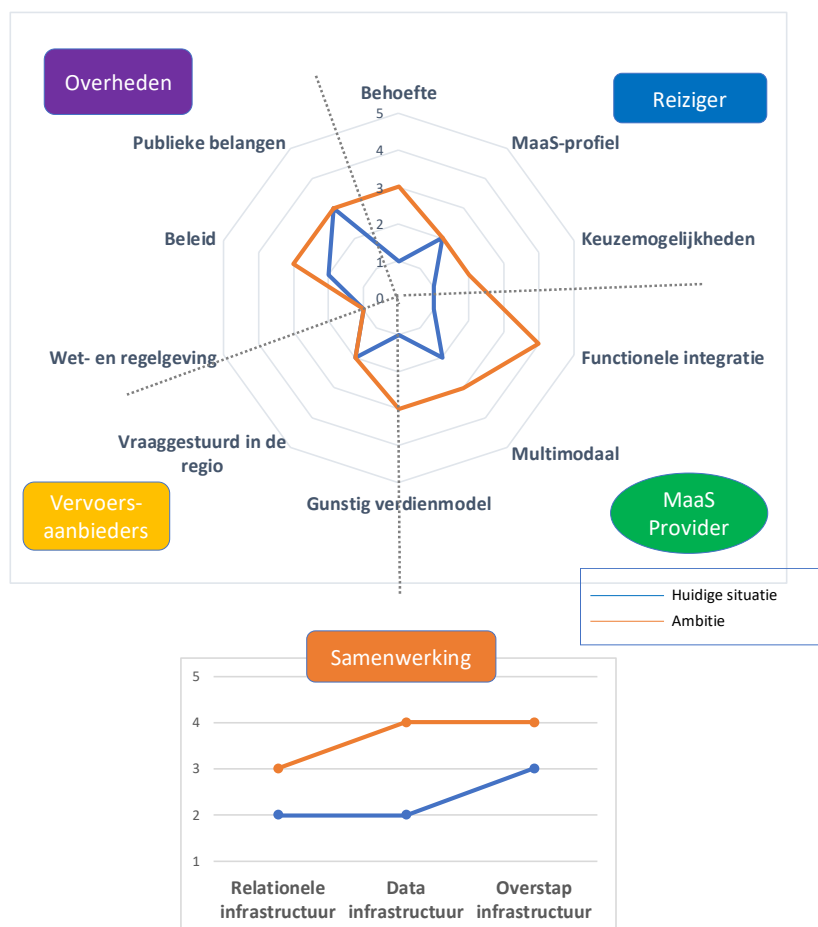 Overheden
Reiziger
Behoefte
Publieke belangen
MaaS-profiel
Beleid
Keuzemogelijkheden
5
4
3
2
1
0
Wet- en regelgeving
Functionele integratie
Vraaggestuurd in de
regio
Multimodaal
Gunstig verdienmodel
Vervoers-
aanbieders
MaaS
Provider
Huidige situatie
Ambitie
Samenwerking
5
4
3
2
1
Relationele
infrastructuur
Data
infrastructuur
Overstap
infrastructuur